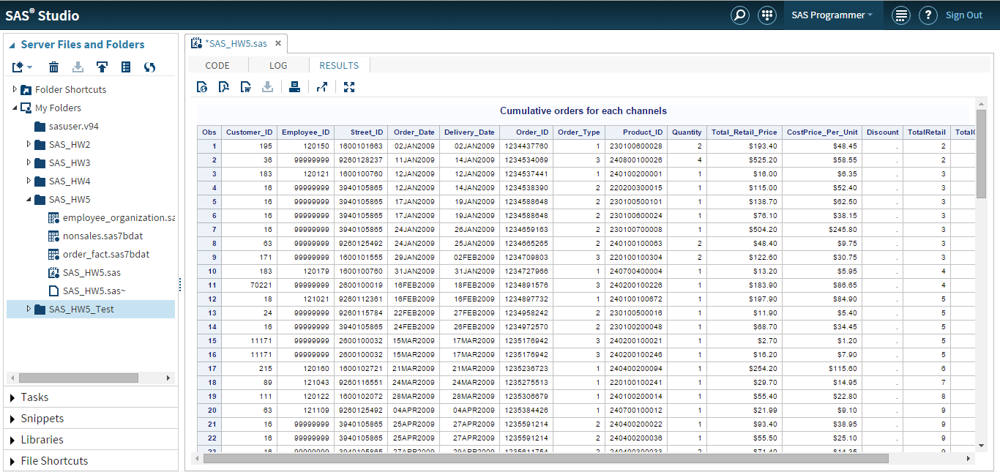 SAS® Studio
SAS Programmer
Sign Out
Server Files and Folders
Folder Shortcuts
My Folders
sasuser.v94
SAS_HW2
SAS_HW3
SAS_HW4
SAS_HW5
employee_organization.sa
nonsales.sas7bdat
order_fact.sas7bdat
SAS_HW5.sas
SAS_HW5.sas~
SAS_HW5_Test
Tasks
Snippets
Libraries
File Shortcuts
*SAS_HW5.sas ×
CODE LOG RESULTS
Cumulative orders for each channels
Obs Customer_ID Employee_ID Street_ID Order_Date Delivery_Date Order_ID Order_Type Product_ID Quantity Total_Retail_Price CostPrice_Per_Unit Discount TotalRetail
1 195 120150 1600101663 02JAN2009 02JAN2009 1234437760 1 230100600028 2 $193.40 $48.45 . 2
2 36 99999999 9260128237 11JAN2009 14JAN2009 1234534069 3 240800100026 4 $525.20 $58.55 . 2
3 183 120121 1600100760 12JAN2009 12JAN2009 1234537441 1 240100200001 1 $16.00 $6.35 . 3
4 16 99999999 3940105865 12JAN2009 14JAN2009 1234538390 2 220200300015 1 $115.00 $52.40 . 3
5 16 99999999 3940105865 17JAN2009 19JAN2009 1234588648 2 230100500101 1 $138.70 $62.50 . 3
6 16 99999999 3940105865 17JAN2009 19JAN2009 1234588648 2 230100600024 1 $76.10 $38.15 . 3
7 16 99999999 3940105865 24JAN2009 26JAN2009 1234659163 2 230100700008 1 $504.20 $245.80 . 3
8 63 99999999 9260125492 24JAN2009 25JAN2009 1234665265 2 240100100063 2 $48.40 $9.75 . 3
9 171 99999999 1600101555 29JAN2009 02FEB2009 1234709803 3 220100100304 2 $122.60 $30.75 . 3
10 183 120179 1600100760 31JAN2009 31JAN2009 1234727966 1 240700400004 1 $13.20 $5.95 . 4
11 70221 99999999 2600100019 16FEB2009 18FEB2009 1234891576 3 240200100226 1 $183.90 $86.65 . 4
12 18 121021 9260112361 16FEB2009 16FEB2009 1234897732 1 240100100672 1 $197.90 $84.90 . 5
13 24 99999999 9260115784 22FEB2009 27FEB2009 1234958242 2 230100500016 1 $11.90 $5.40 . 5
14 16 99999999 3940105865 24FEB2009 26FEB2009 1234972570 2 230100200048 1 $68.70 $34.45 . 5
15 11171 99999999 2600100032 15MAR2009 17MAR2009 1235176942 3 240200100021 1 $2.70 $1.20 . 5
16 11171 99999999 2600100032 15MAR2009 17MAR2009 1235176942 3 240200100246 1 $16.20 $7.90 . 5
17 215 120160 1600102721 21MAR2009 21MAR2009 1235236723 1 240400200094 1 $254.20 $115.60 . 6
18 89 121043 9260116551 24MAR2009 24MAR2009 1235275513 1 220100100241 1 $29.70 $14.95 . 7
19 111 120122 1600102072 28MAR2009 28MAR2009 1235306679 1 240100200014 1 $55.40 $22.80 . 8
20 63 121109 9260125492 04APR2009 04APR2009 1235384426 1 240700100012 1 $21.99 $9.10 . 9
21 16 99999999 3940105865 25APR2009 27APR2009 1235591214 2 240400200022 1 $93.40 $38.95 . 9
22 16 99999999 3940105865 25APR2009 27APR2009 1235591214 2 240400200036 1 $55.50 $25.10 . 9